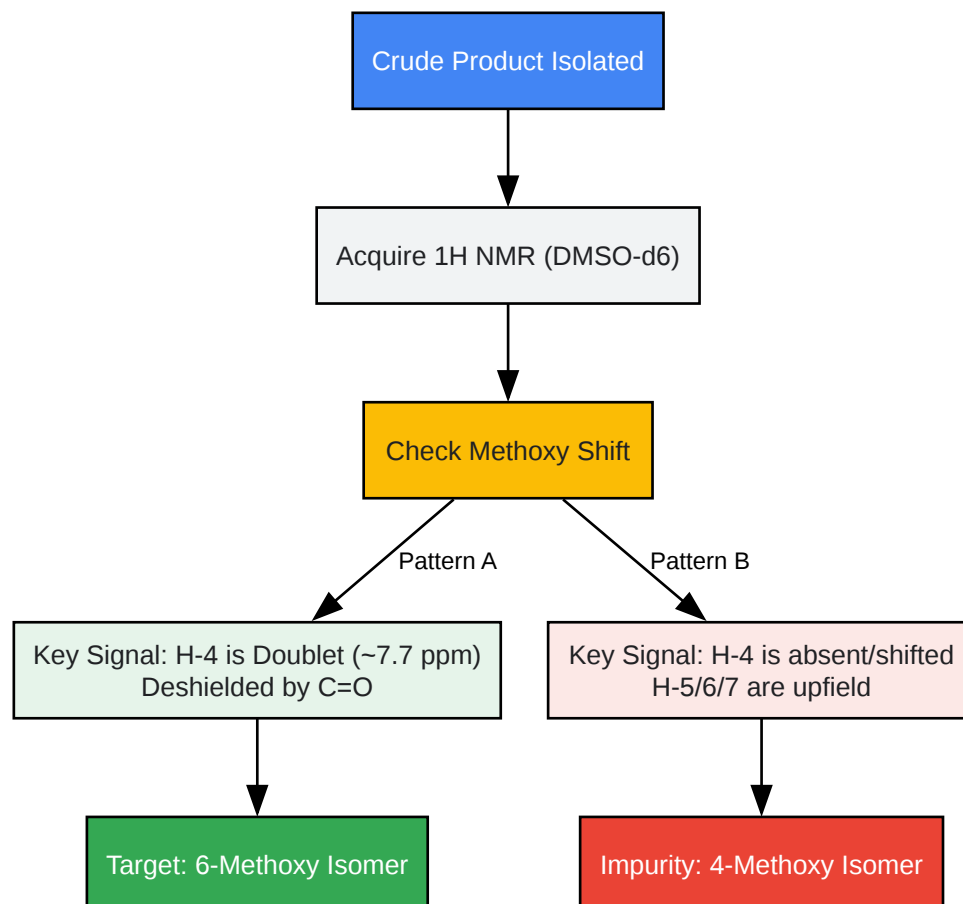 Crude Product Isolated
Acquire 1H NMR (DMSO-d6)
Check Methoxy Shift
Pattern A
Pattern B
Key Signal: H-4 is Doublet (~7.7 ppm)
Deshielded by C=O
Key Signal: H-4 is absent/shifted
H-5/6/7 are upfield
Target: 6-Methoxy Isomer
Impurity: 4-Methoxy Isomer